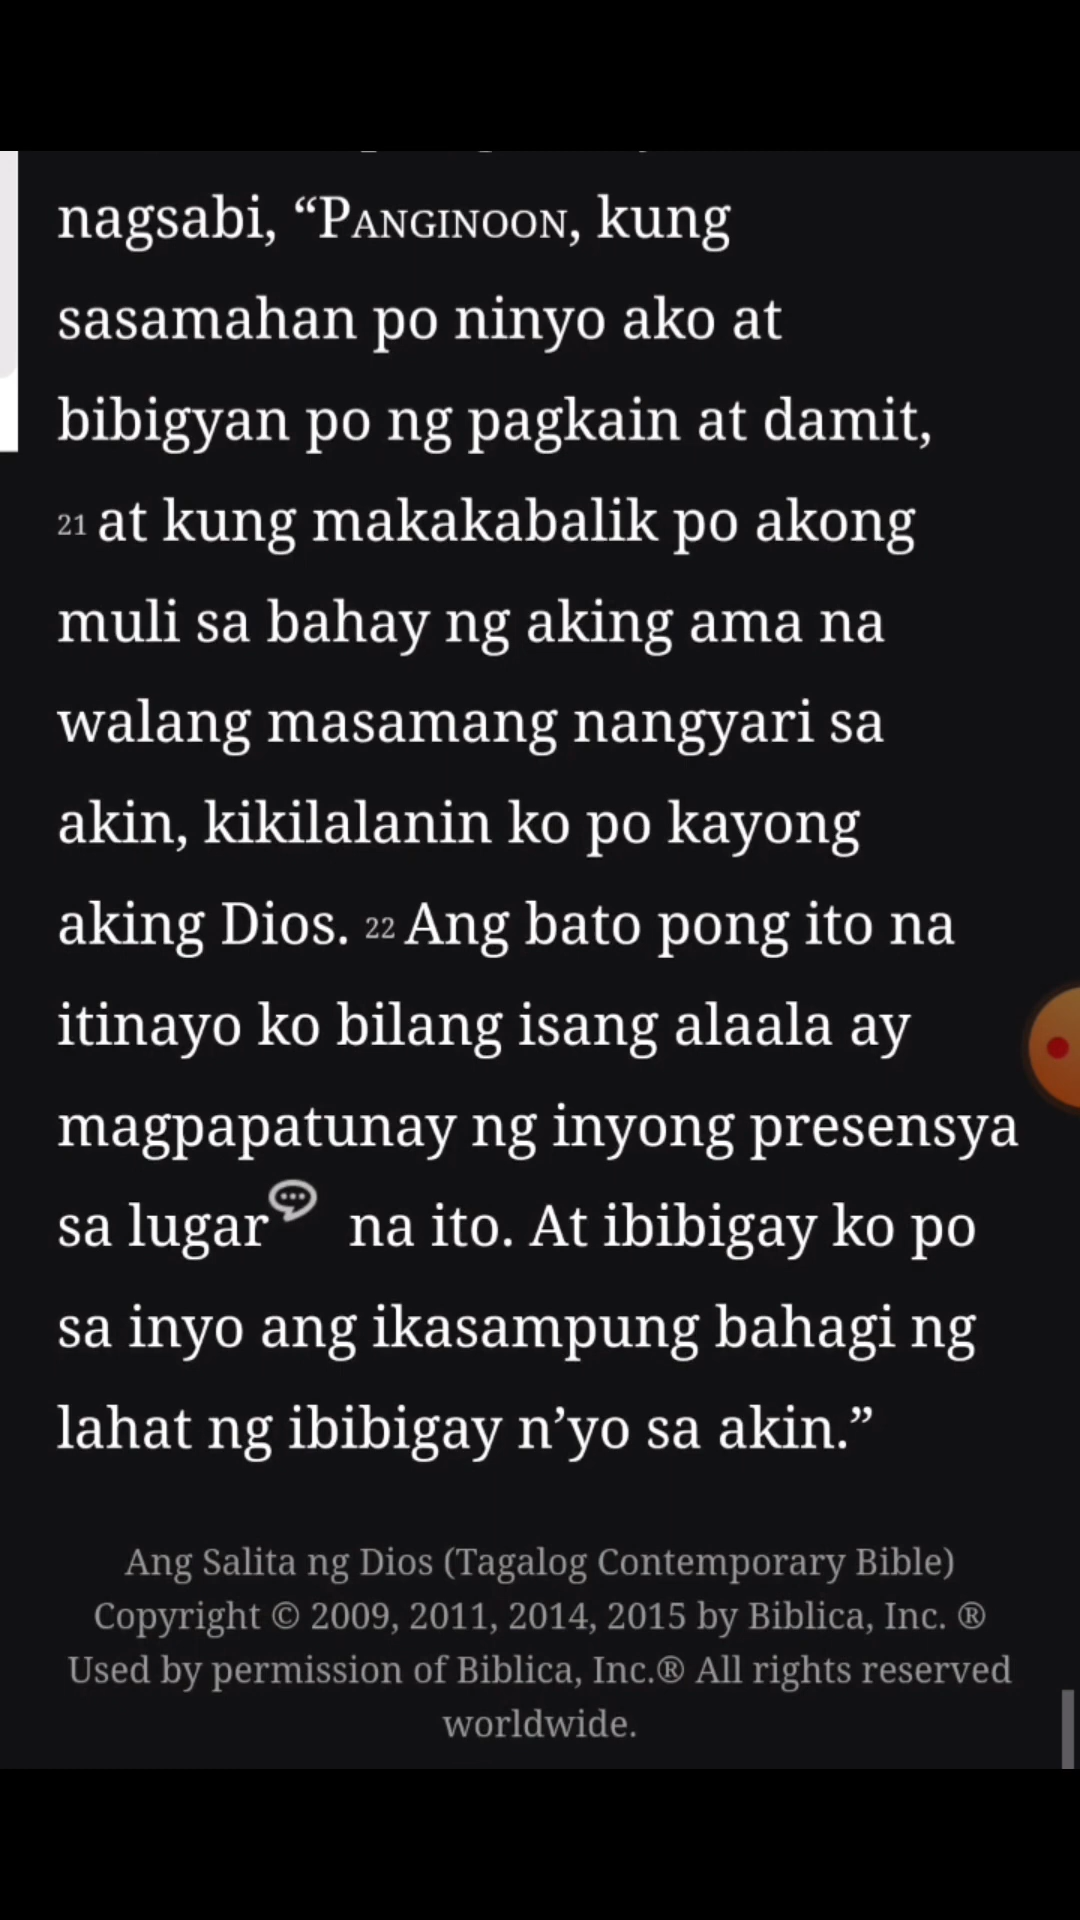 nagsabi, “PANGINOON, kung
sasamahan po ninyo ako at
bibigyan po ng pagkain at damit,
21 at kung makakabalik po akong
muli sa bahay ng aking ama na
walang masamang nangyari sa
akin, kikilalanin ko po kayong
aking Dios. 22 Ang bato pong ito na
itinayo ko bilang isang alaala ay
magpapatunay ng inyong presensya
sa lugar na ito. At ibibigay ko po
sa inyo ang ikasampung bahagi ng
lahat ng ibibigay n’yo sa akin.”
Ang Salita ng Dios (Tagalog Contemporary Bible)
Copyright © 2009, 2011, 2014, 2015 by Biblica, Inc. ®
Used by permission of Biblica, Inc.® All rights reserved
worldwide.